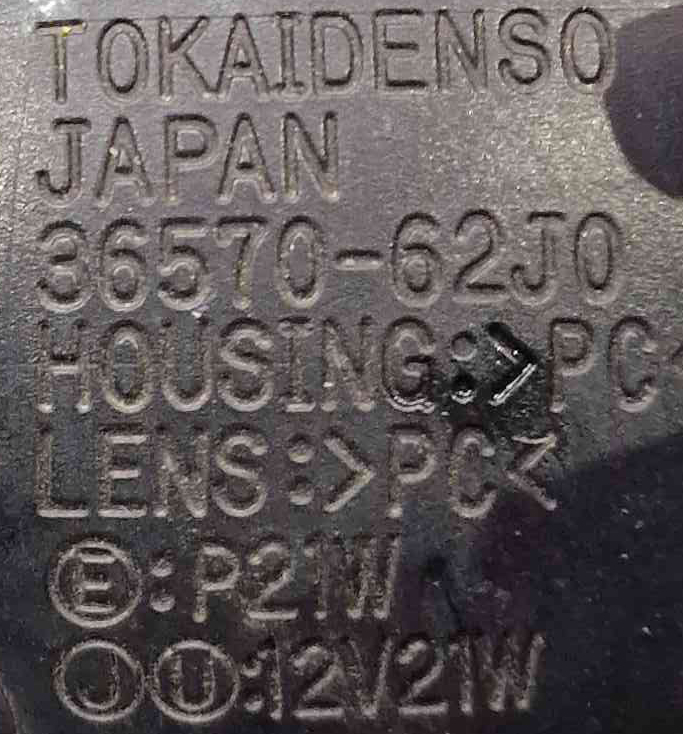 TOKAIDENSO
JAPAN
36570-62J0
HOUSING:>PC<
LENS:>PC<
Ⓔ:P21W
ⒿⓊ:12V21W